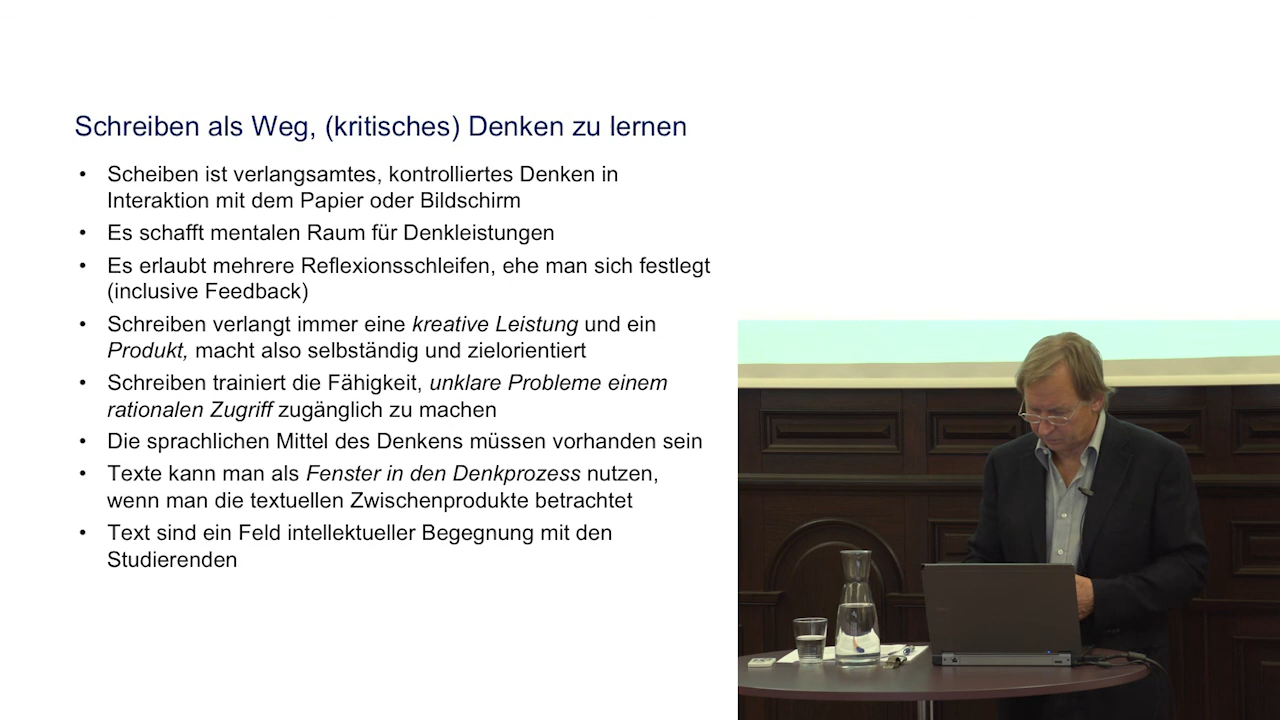 Schreiben als Weg, (kritisches) Denken zu lernen
• Scheiben ist verlangsamtes, kontrolliertes Denken in
Interaktion mit dem Papier oder Bildschirm
• Es schafft mentalen Raum für Denkleistungen
• Es erlaubt mehrere Reflexionsschleifen, ehe man sich festlegt
(inclusive Feedback)
• Schreiben verlangt immer eine kreative Leistung und ein
Produkt, macht also selbständig und zielorientiert
• Schreiben trainiert die Fähigkeit, unklare Probleme einem
rationalen Zugriff zugänglich zu machen
• Die sprachlichen Mittel des Denkens müssen vorhanden sein
• Texte kann man als Fenster in den Denkprozess nutzen,
wenn man die textuellen Zwischenprodukte betrachtet
• Text sind ein Feld intellektueller Begegnung mit den
Studierenden